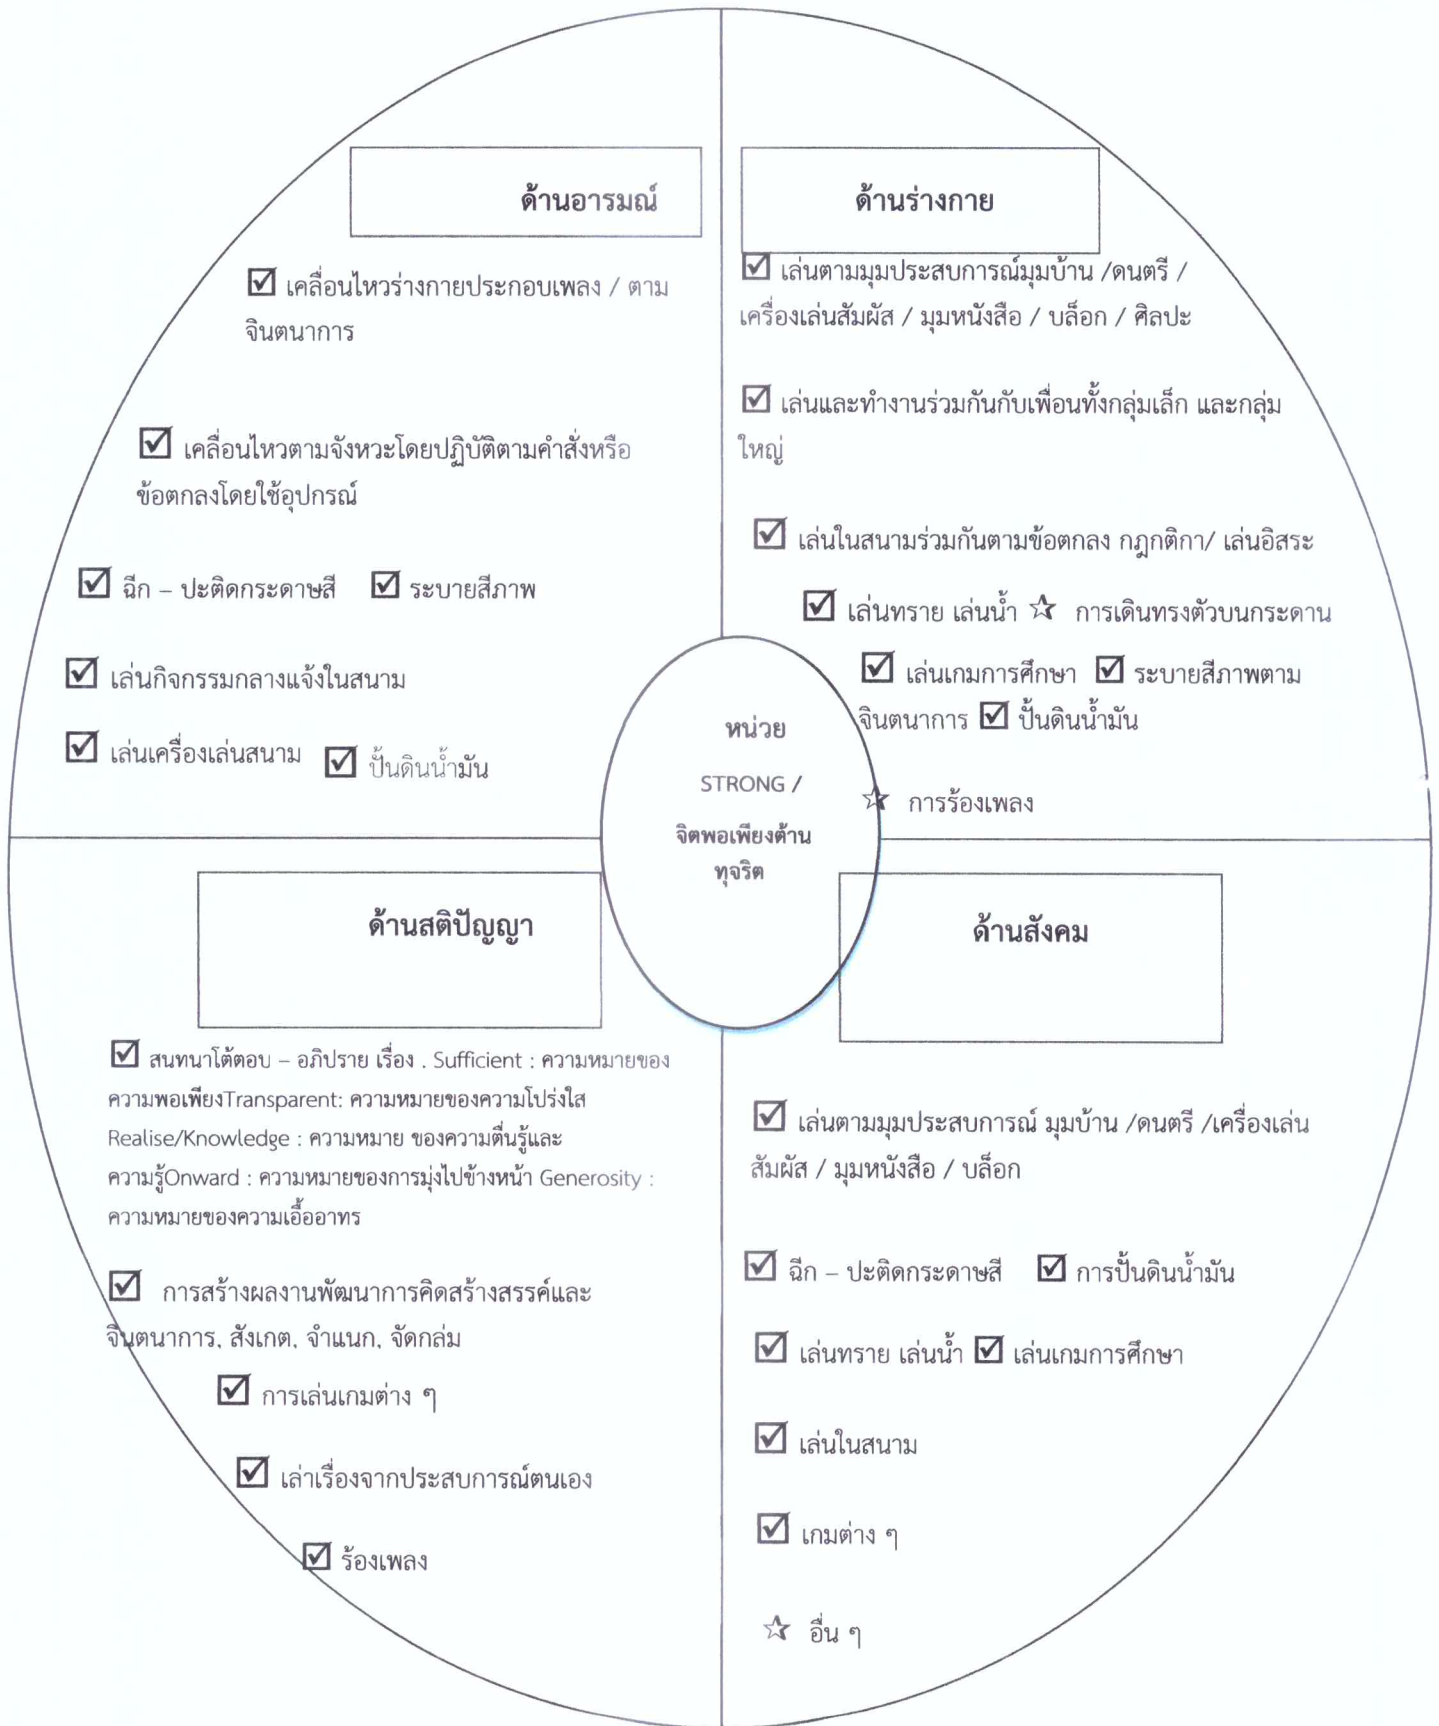 ด้านอารมณ์
☑ เคลื่อนไหวร่างกายประกอบเพลง / ตาม
จินตนาการ
☑ เคลื่อนไหวตามจังหวะโดยปฏิบัติตามคำสั่งหรือ
ข้อตกลงโดยใช้อุปกรณ์
☑ ฉีก – ปะติดกระดาษสี ☑ ระบายสีภาพ
☑ เล่นกิจกรรมกลางแจ้งในสนาม
☑ เล่นเครื่องเล่นสนาม ☑ ปั้นดินน้ำมัน
ด้านร่างกาย
☑ เล่นตามมุมประสบการณ์มุมบ้าน /ดนตรี /
เครื่องเล่นสัมผัส / มุมหนังสือ / บล็อก / ศิลปะ
☑ เล่นและทำงานร่วมกันกับเพื่อนทั้งกลุ่มเล็ก และกลุ่ม
ใหญ่
☑ เล่นในสนามร่วมกันตามข้อตกลง กฎกติกา/ เล่นอิสระ
☑ เล่นทราย เล่นน้ำ ☆ การเดินทรงตัวบนกระดาน
☑ เล่นเกมการศึกษา ☑ ระบายสีภาพตาม
จินตนาการ ☑ ปั้นดินน้ำมัน
☆ การร้องเพลง
หน่วย
STRONG /
จิตพอเพียงต้าน
ทุจริต
ด้านสติปัญญา
☑ สนทนาโต้ตอบ – อภิปราย เรื่อง . Sufficient : ความหมายของ
ความพอเพียงTransparent: ความหมายของความโปร่งใส
Realise/Knowledge : ความหมาย ของความตื่นรู้และ
ความรู้Onward : ความหมายของการมุ่งไปข้างหน้า Generosity :
ความหมายของความเอื้ออาทร
☑ การสร้างผลงานพัฒนาการคิดสร้างสรรค์และ
จินตนาการ, สังเกต, จำแนก, จัดกลุ่ม
☑ การเล่นเกมต่าง ๆ
☑ เล่าเรื่องจากประสบการณ์ตนเอง
☑ ร้องเพลง
ด้านสังคม
☑ เล่นตามมุมประสบการณ์ มุมบ้าน /ดนตรี /เครื่องเล่น
สัมผัส / มุมหนังสือ / บล็อก
☑ ฉีก – ปะติดกระดาษสี ☑ การปั้นดินน้ำมัน
☑ เล่นทราย เล่นน้ำ ☑ เล่นเกมการศึกษา
☑ เล่นในสนาม
☑ เกมต่าง ๆ
☆ อื่น ๆ